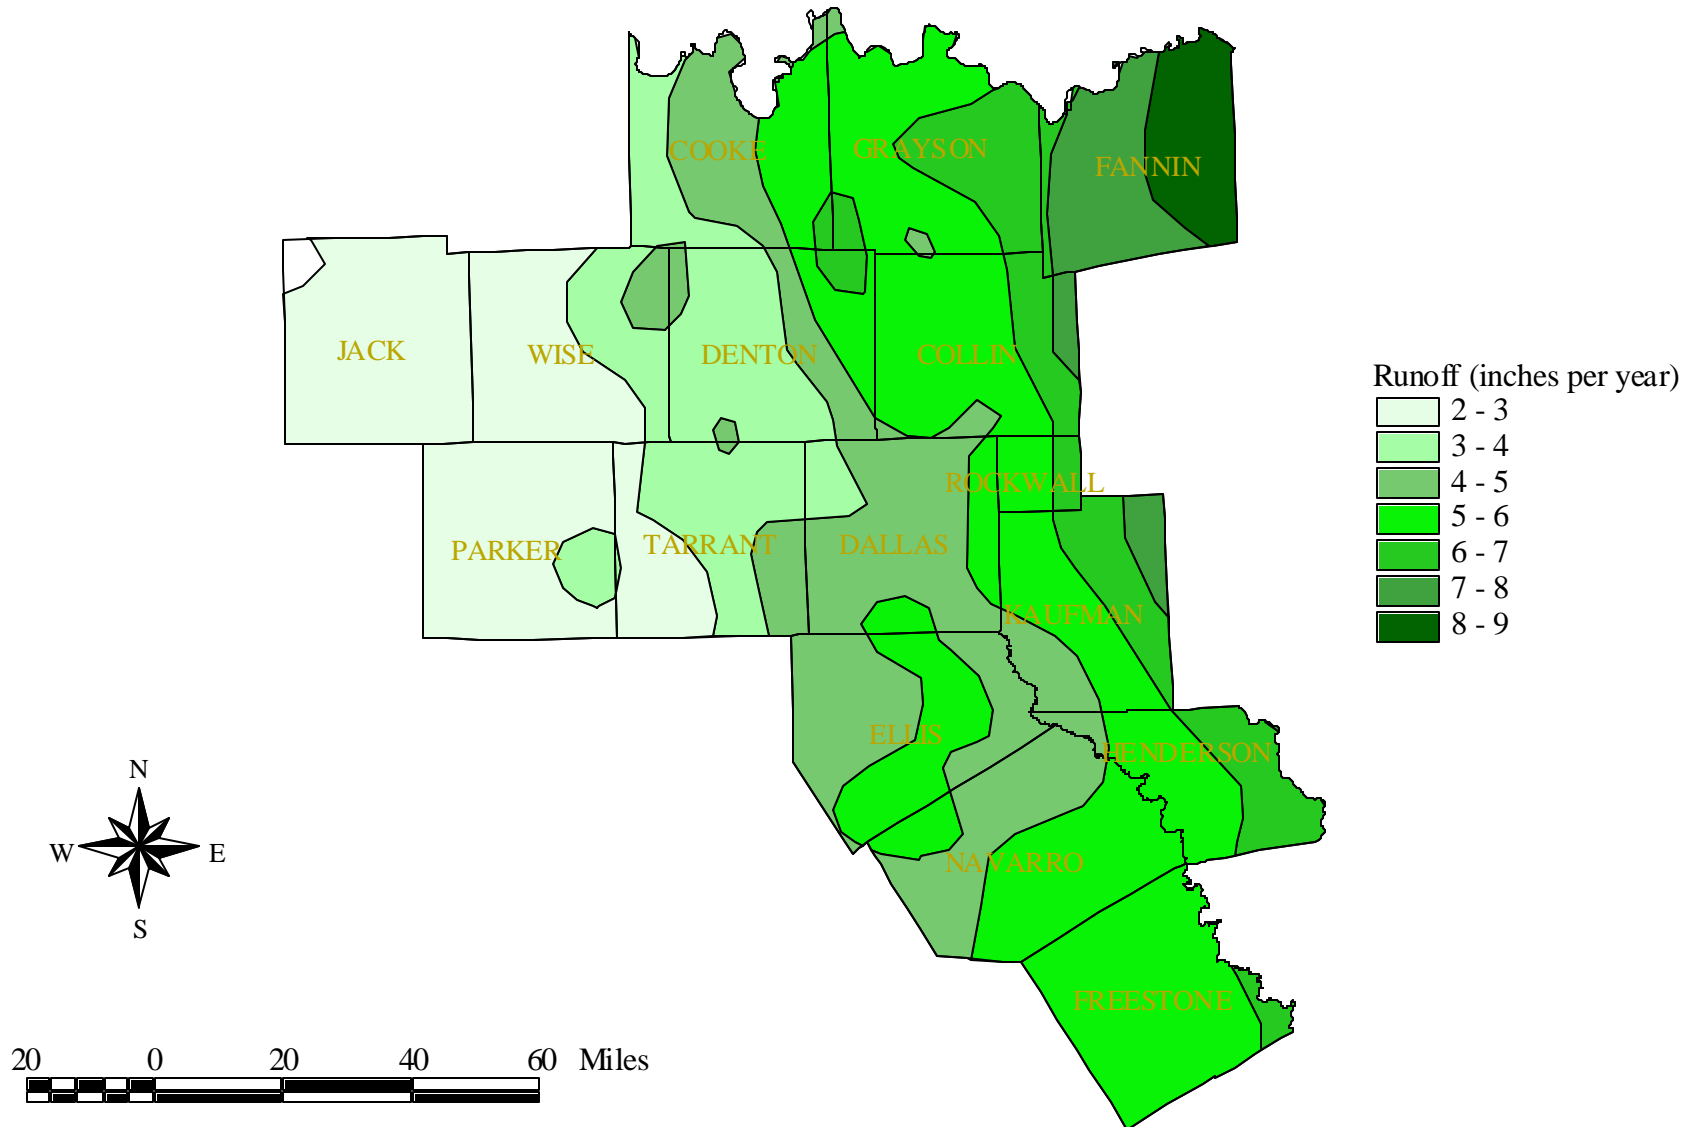 COOKE
GRAYSON
FANNIN
JACK
WISE
DENTON
COLLIN
Runoff (inches per year)
2 - 3
3 - 4
4 - 5
5 - 6
6 - 7
7 - 8
8 - 9
ROCKWALL
PARKER
TARRANT
DALLAS
KAUFMAN
ELLIS
HENDERSON
NAVARRO
FREESTONE
N
W E
S
20 0 20 40 60 Miles